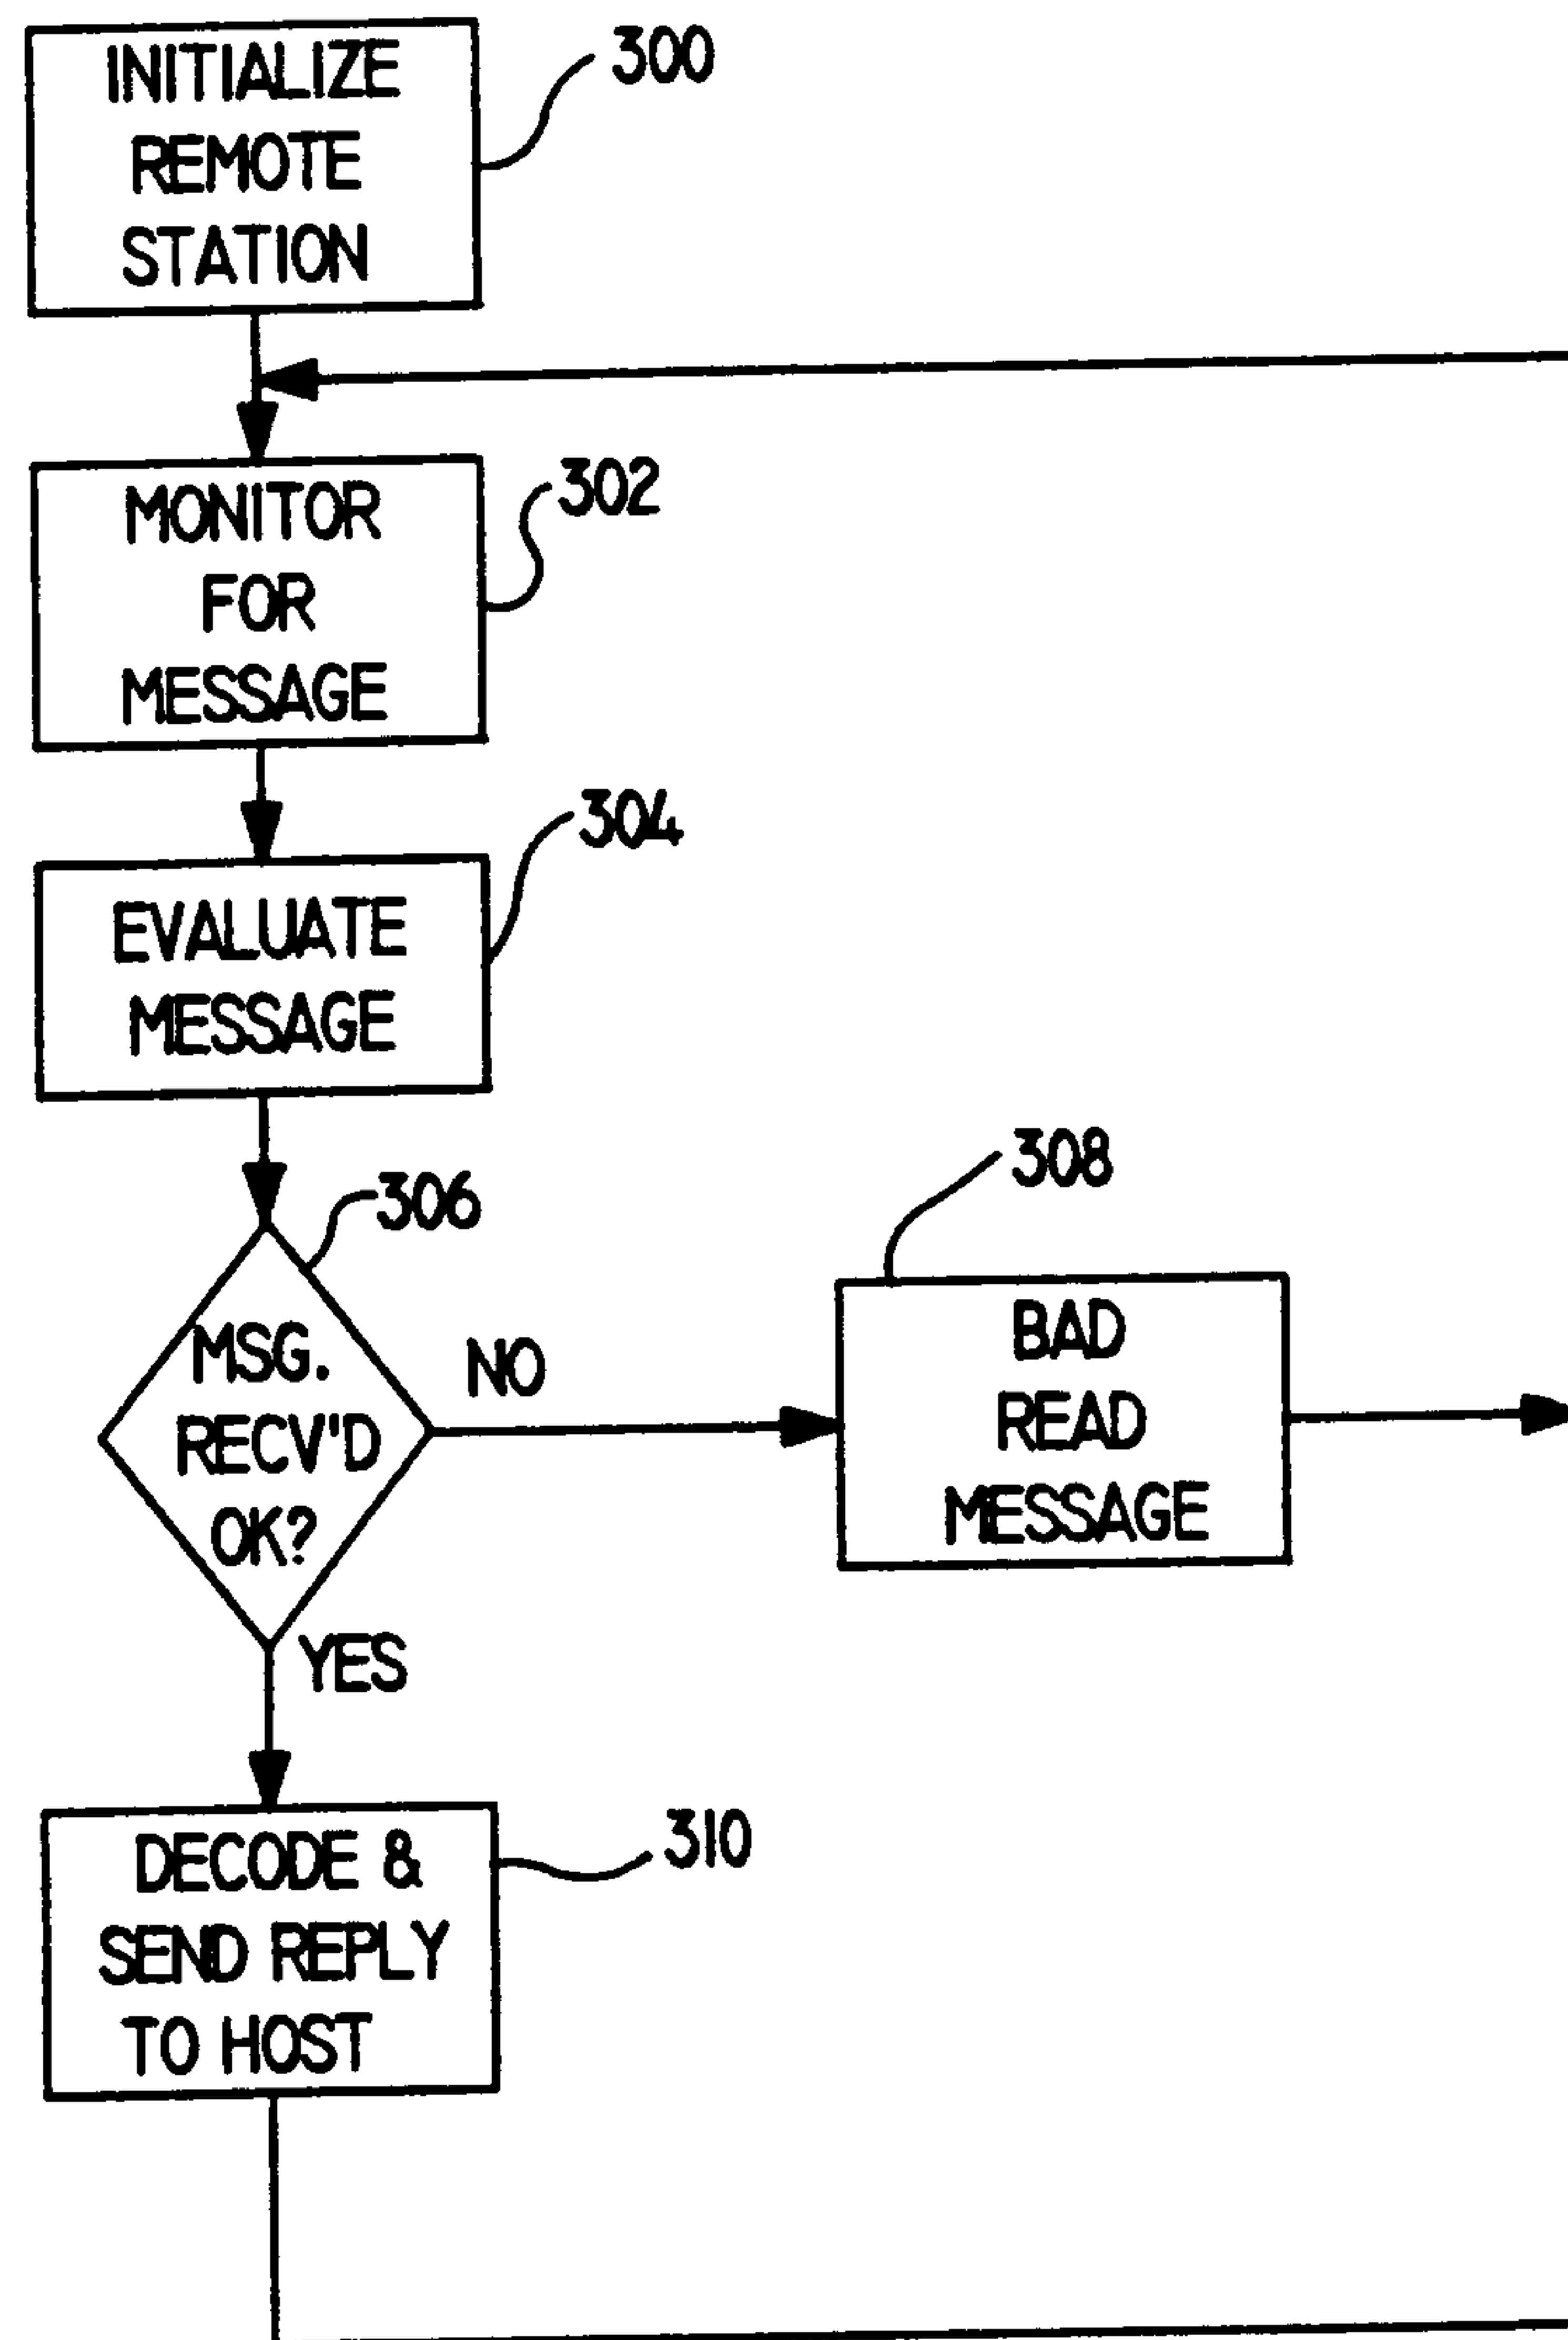 INITIALIZE
REMOTE
STATION
300
MONITOR
FOR
MESSAGE
302
EVALUATE
MESSAGE
304
306
MSG.
RECV'D
OK?
NO
YES
308
BAD
READ
MESSAGE
DECODE &
SEND REPLY
TO HOST
310